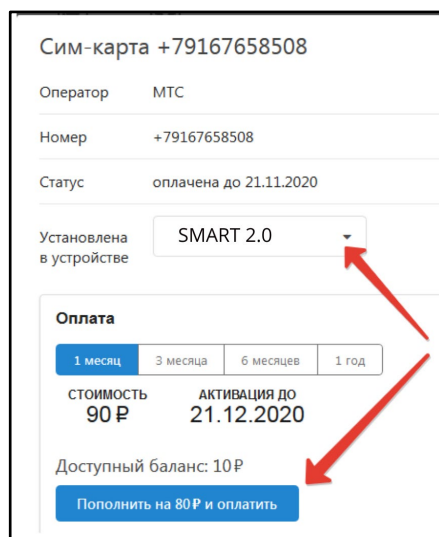 Сим-карта +79167658508
Оператор МТС
Номер +79167658508
Статус оплачена до 21.11.2020
Установлена
в устройстве
SMART 2.0
Оплата
1 месяц 3 месяца 6 месяцев 1 год
СТОИМОСТЬ АКТИВАЦИЯ ДО
90 ₽ 21.12.2020
Доступный баланс: 10 ₽
Пополнить на 80 ₽ и оплатить